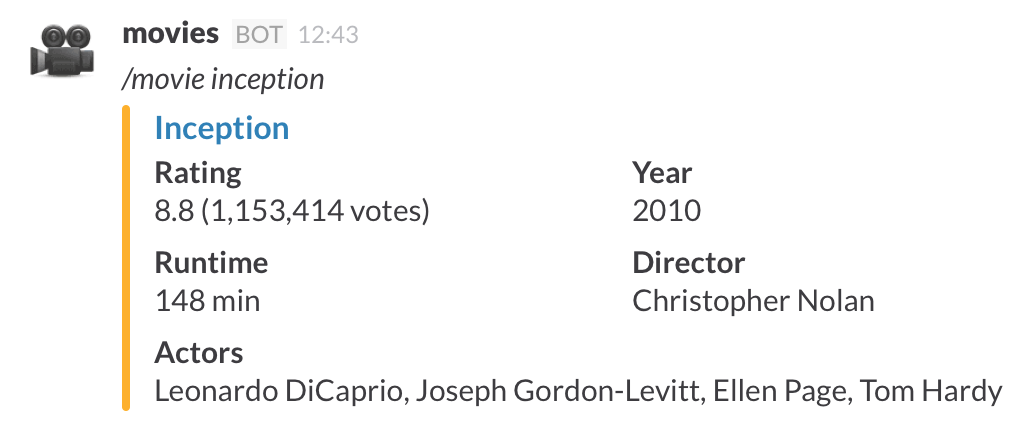 movies BOT 12:43
/movie inception
Inception
Rating Year
8.8 (1,153,414 votes) 2010
Runtime Director
148 min Christopher Nolan
Actors
Leonardo DiCaprio, Joseph Gordon-Levitt, Ellen Page, Tom Hardy